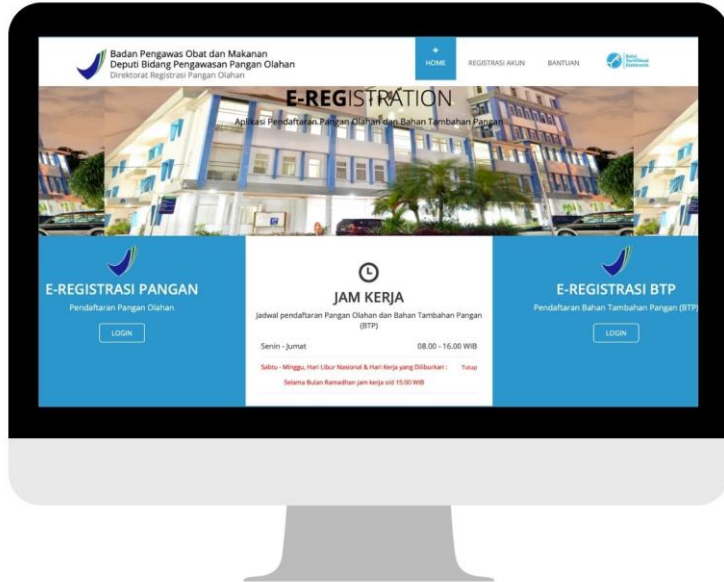 Badan Pengawas Obat dan Makanan
Deputi Bidang Pengawasan Pangan Olahan
Direktorat Registrasi Pangan Olahan
HOME
REGISTRASI AKUN
BANTUAN
Balai
Sertifikasi
Elektronik
E-REGISTRATION
Aplikasi Pendaftaran Pangan Olahan dan Bahan Tambahan Pangan
E-REGISTRASI PANGAN
Pendaftaran Pangan Olahan
LOGIN
JAM KERJA
Jadwal pendaftaran Pangan Olahan dan Bahan Tambahan Pangan
(BTP)
Senin - Jumat 08.00 - 16.00 WIB
Sabtu - Minggu, Hari Libur Nasional & Hari Kerja yang Diliburkan : Tutup
Selama Bulan Ramadhan jam kerja s/d 15:00 WIB
E-REGISTRASI BTP
Pendaftaran Bahan Tambahan Pangan (BTP)
LOGIN